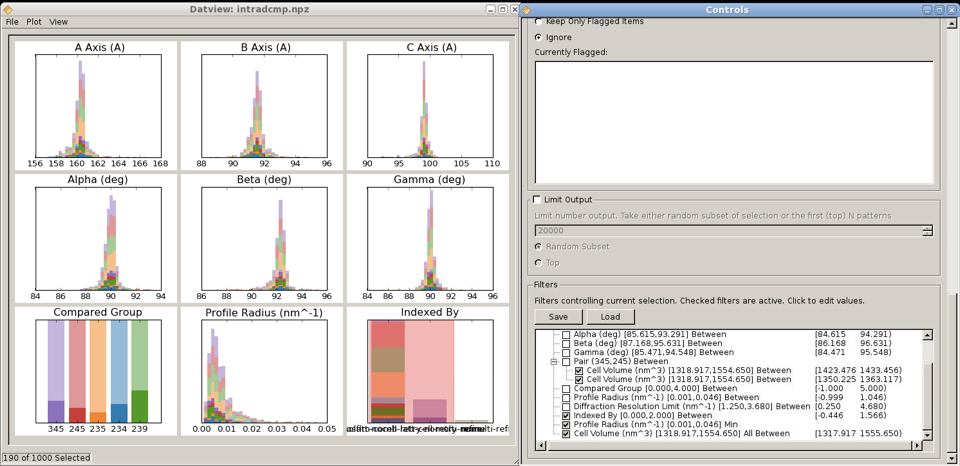 Datview: intradcmp.npz
File Plot View
A Axis (A)
156 158 160 162 164 166 168
B Axis (A)
88 90 92 94 96
C Axis (A)
90 95 100 105 110
Alpha (deg)
84 86 88 90 92 94
Beta (deg)
86 88 90 92 94 96
Gamma (deg)
84 86 88 90 92 94 96
Compared Group
345 245 235 234 239
Profile Radius (nm^-1)
0.00 0.01 0.02 0.03 0.04 0.05
Indexed By
190 of 1000 Selected
Controls
Keep Only Flagged Items
Ignore
Currently Flagged:
Limit Output
Limit number output. Take either random subset of selection or the first (top) N patterns
20000
Random Subset
Top
Filters
Filters controlling current selection. Checked filters are active. Click to edit values.
Save Load
Alpha (deg) [85.615,93.291] Between [84.615 94.291]
Beta (deg) [87.168,95.631] Between [86.168 96.631]
Gamma (deg) [85.471,94.548] Between [84.471 95.548]
Pair (345,245) Between
Cell Volume (nm^3) [1318.917,1554.650] Between [1423.476 1433.456]
Cell Volume (nm^3) [1318.917,1554.650] Between [1350.225 1363.117]
Compared Group [0.000,4.000] Between [-1.000 5.000]
Profile Radius (nm^-1) [0.001,0.046] Between [-0.999 1.046]
Diffraction Resolution Limit (nm^-1) [1.250,3.680] Between [0.250 4.680]
Indexed By [0.000,2.000] Between [-0.446 1.566]
Profile Radius (nm^-1) [0.001,0.046] Min
Cell Volume (nm^3) [1318.917,1554.650] All Between [1317.917 1555.650]